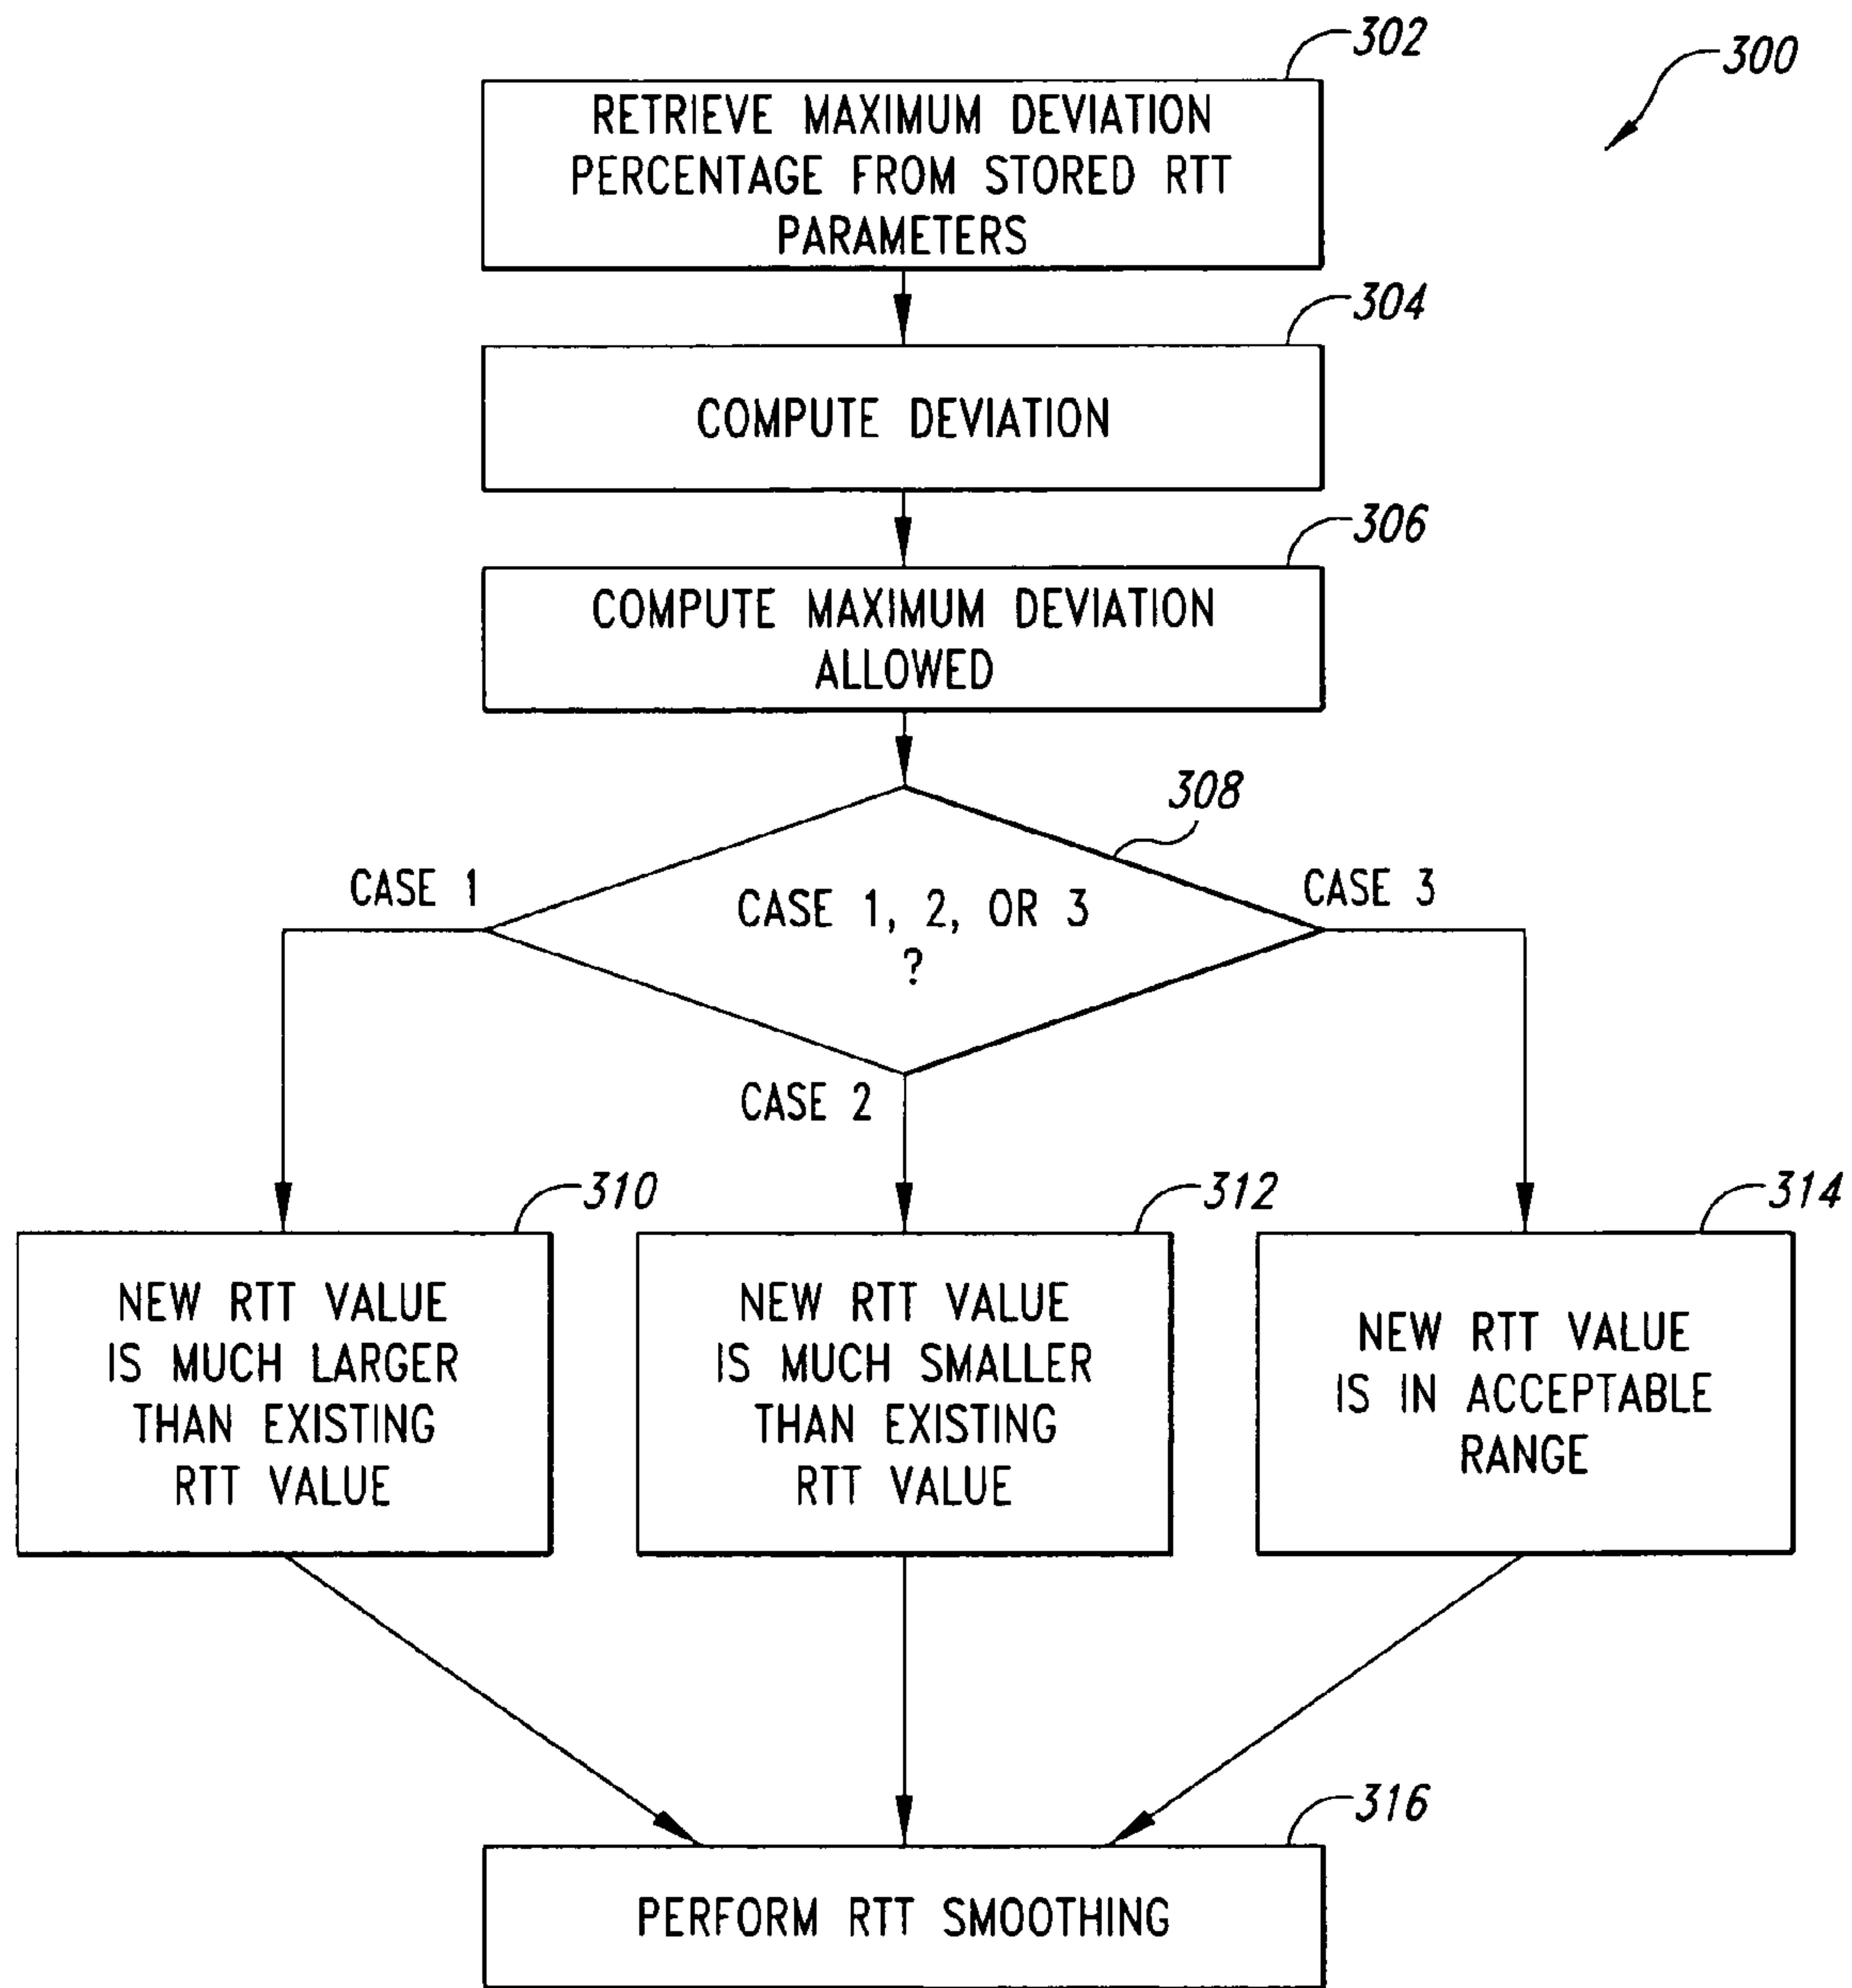 302
300
RETRIEVE MAXIMUM DEVIATION
PERCENTAGE FROM STORED RTT
PARAMETERS
304
COMPUTE DEVIATION
306
COMPUTE MAXIMUM DEVIATION
ALLOWED
308
CASE 1
CASE 1, 2, OR 3
?
CASE 3
CASE 2
310
NEW RTT VALUE
IS MUCH LARGER
THAN EXISTING
RTT VALUE
312
NEW RTT VALUE
IS MUCH SMALLER
THAN EXISTING
RTT VALUE
314
NEW RTT VALUE
IS IN ACCEPTABLE
RANGE
316
PERFORM RTT SMOOTHING